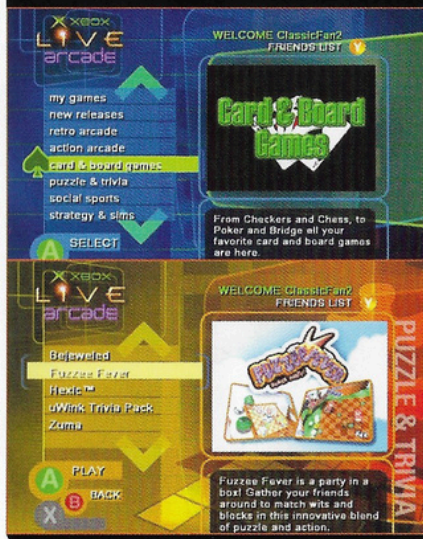 XBOX
LIVE
arcade
WELCOME ClassicFan2
FRIENDS LIST Y
my games
new releases
retro arcade
action arcade
card & board games
puzzle & trivia
social sports
strategy & sims
A SELECT
Card & Board
Games
From Checkers and Chess, to
Poker and Bridge all your
favorite card and board games
are here.
XBOX
LIVE
arcade
WELCOME ClassicFan2
FRIENDS LIST Y
Bejeweled
Fuzzee Fever
Hexic™
uWink Trivia Pack
Zuma
A PLAY
B BACK
X
FUZZEE FEVER
PUZZLE & TRIVIA
Fuzzee Fever is a party in a
box! Gather your friends
around to match wits and
blocks in this innovative blend
of puzzle and action.